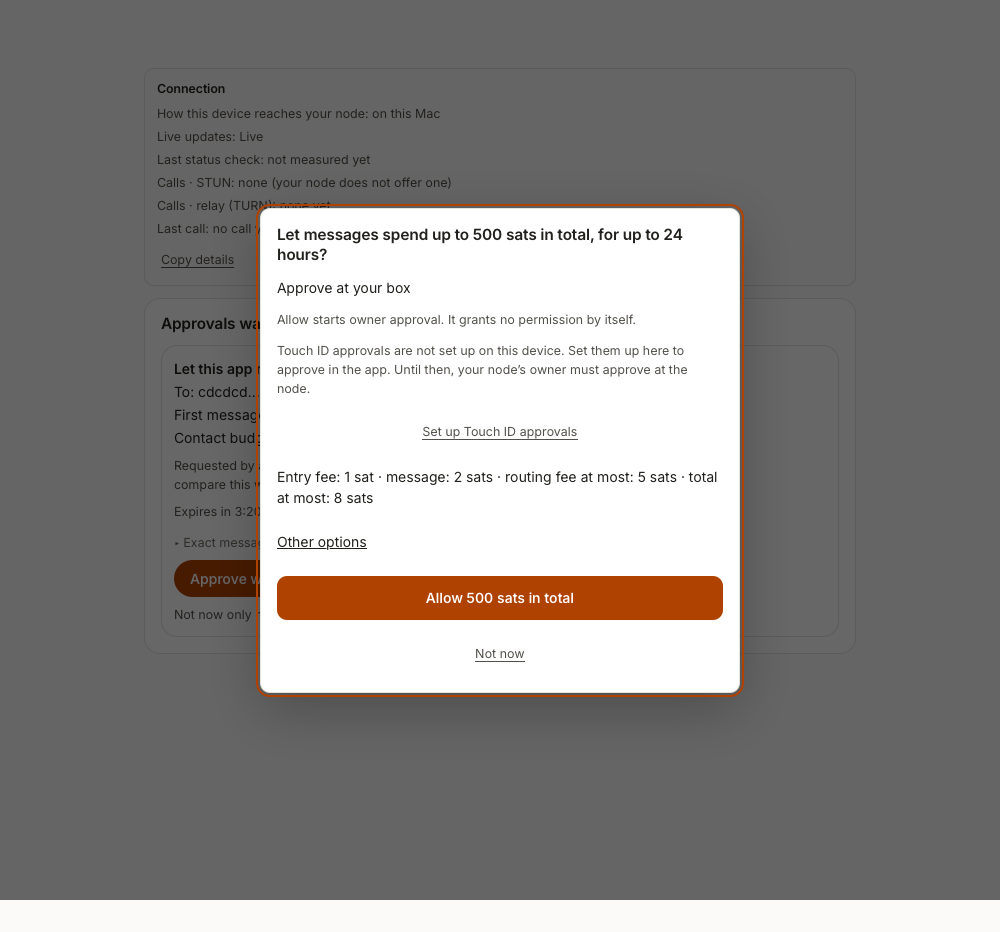 Connection
How this device reaches your node: on this Mac
Live updates: Live
Last status check: not measured yet
Calls · STUN: none (your node does not offer one)
Calls · relay (TURN): none yet
Last call: no call
Copy details
Approvals
Let this app
To: cdcdcd...
First
Contact
Requested by
compare this
Expires in
Exact
Approve
Not now only
Let messages spend up to 500 sats in total, for up to 24
hours?
Approve at your box
Allow starts owner approval. It grants no permission by itself.
Touch ID approvals are not set up on this device. Set them up here to
approve in the app. Until then, your node’s owner must approve at the
node.
Set up Touch ID approvals
Entry fee: 1 sat · message: 2 sats · routing fee at most: 5 sats · total
at most: 8 sats
Other options
Allow 500 sats in total
Not now